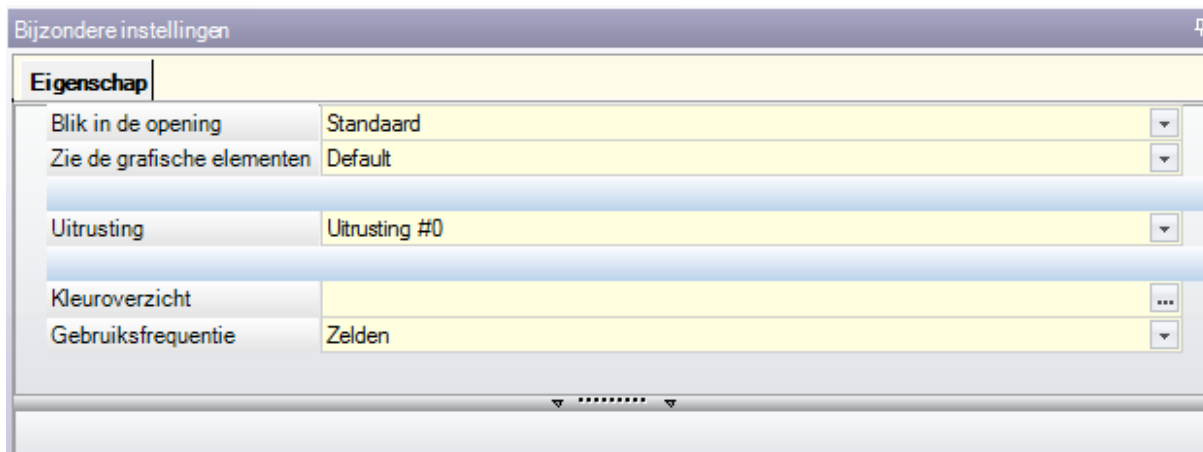 Bijzondere instellingen
Eigenschap
Blik in de opening Standaard
Zie de grafische elementen Default
Uitrusting Uitrusting #0
Kleuroverzicht ...
Gebruiksfrequentie Zelden